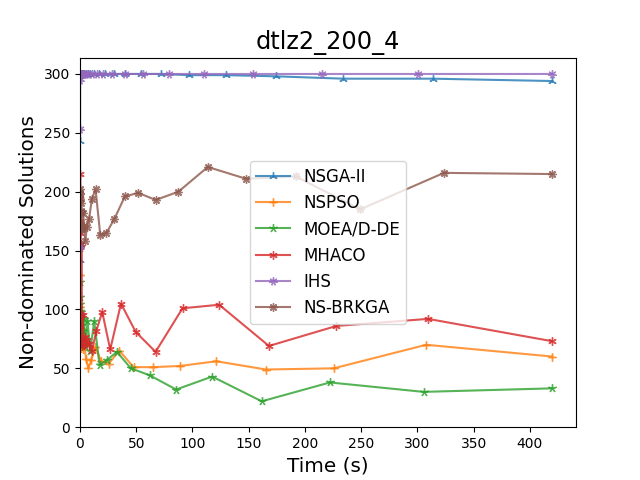 dtlz2_200_4
Non-dominated Solutions
300
250
200
150
100
50
0
NSGA-II
NSPSO
MOEA/D-DE
MHACO
IHS
NS-BRKGA
0 50 100 150 200 250 300 350 400
Time (s)